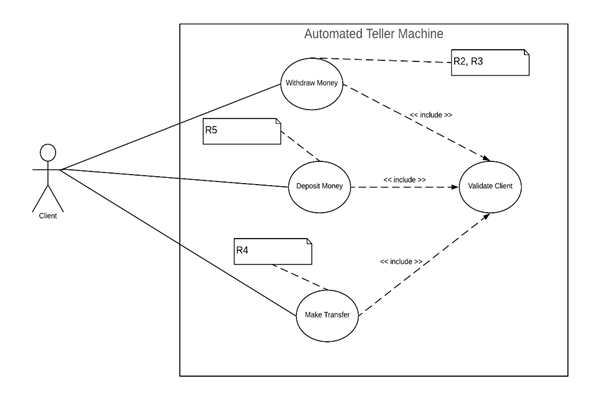 Automated Teller Machine
R2, R3
Withdraw Money
<< include >>
R5
Client
Deposit Money
<< include >>
Validate Client
R4
<< include >>
Make Transfer